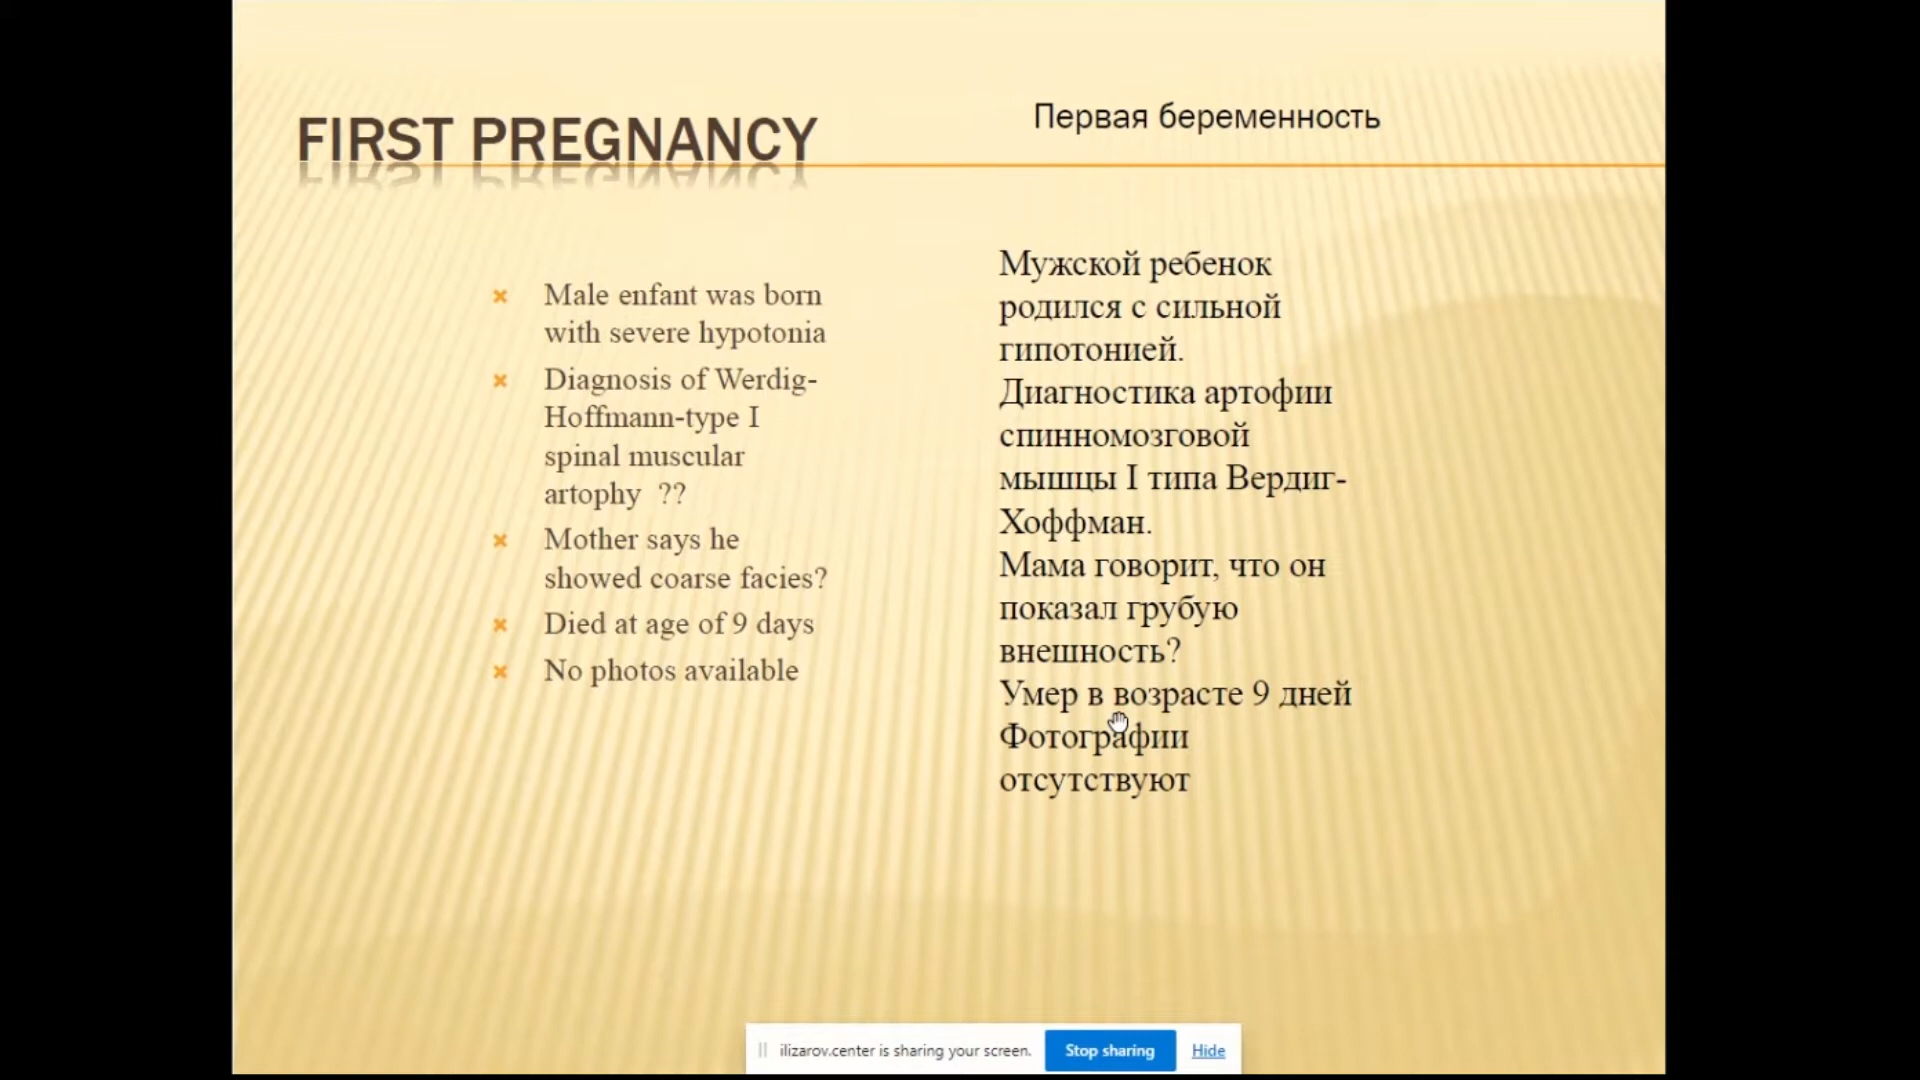 FIRST PREGNANCY
Первая беременность
Male enfant was born
with severe hypotonia
Diagnosis of Werdig-
Hoffmann-type I
spinal muscular
artophy ??
Mother says he
showed coarse facies?
Died at age of 9 days
No photos available
Мужской ребенок
родился с сильной
гипотонией.
Диагностика артофии
спинномозговой
мышцы I типа Вердиг-
Хоффман.
Мама говорит, что он
показал грубую
внешность?
Умер в возрасте 9 дней
Фотографии
отсутствуют
ilizarov.center is sharing your screen.
Stop sharing
Hide